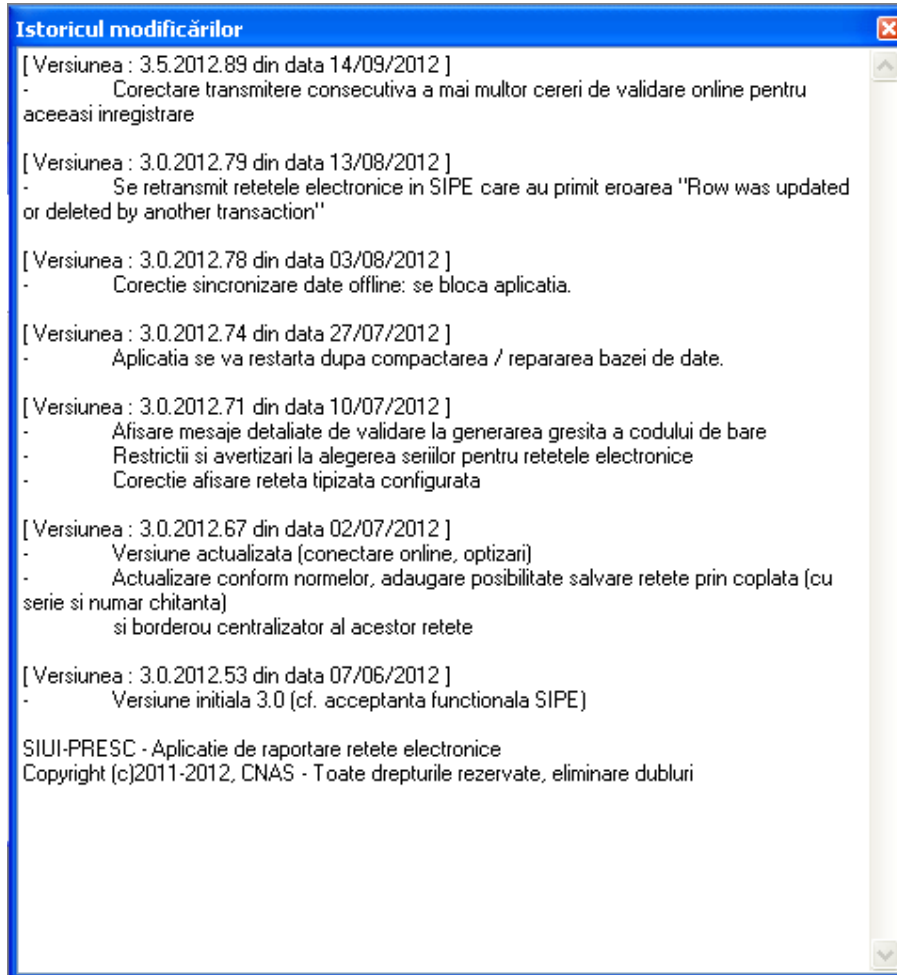 Istoricul modificărilor
[ Versiunea : 3.5.2012.89 din data 14/09/2012 ]
- Corectare transmitere consecutiva a mai multor cereri de validare online pentru
aceeasi inregistrare
[ Versiunea : 3.0.2012.79 din data 13/08/2012 ]
- Se retransmit retetele electronice in SIPE care au primit eroarea "Row was updated
or deleted by another transaction"
[ Versiunea : 3.0.2012.78 din data 03/08/2012 ]
- Corectie sincronizare date offline: se bloca aplicatia.
[ Versiunea : 3.0.2012.74 din data 27/07/2012 ]
- Aplicatia se va restarta dupa compactarea / repararea bazei de date.
[ Versiunea : 3.0.2012.71 din data 10/07/2012 ]
- Afisare mesaje detaliate de validare la generarea gresita a codului de bare
- Restrictii si avertizari la alegerea seriilor pentru retetele electronice
- Corectie afisare reteta tipizata configurata
[ Versiunea : 3.0.2012.67 din data 02/07/2012 ]
- Versiune actualizata (conectare online, optizari)
- Actualizare conform normelor, adaugare posibilitate salvare retete prin coplata (cu
serie si numar chitanta)
si borderou centralizator al acestor retete
[ Versiunea : 3.0.2012.53 din data 07/06/2012 ]
- Versiune initiala 3.0 (cf. acceptanta functionala SIPE)
SIUI-PRESC - Aplicatie de raportare retete electronice
Copyright (c)2011-2012, CNAS - Toate drepturile rezervate, eliminare dubluri